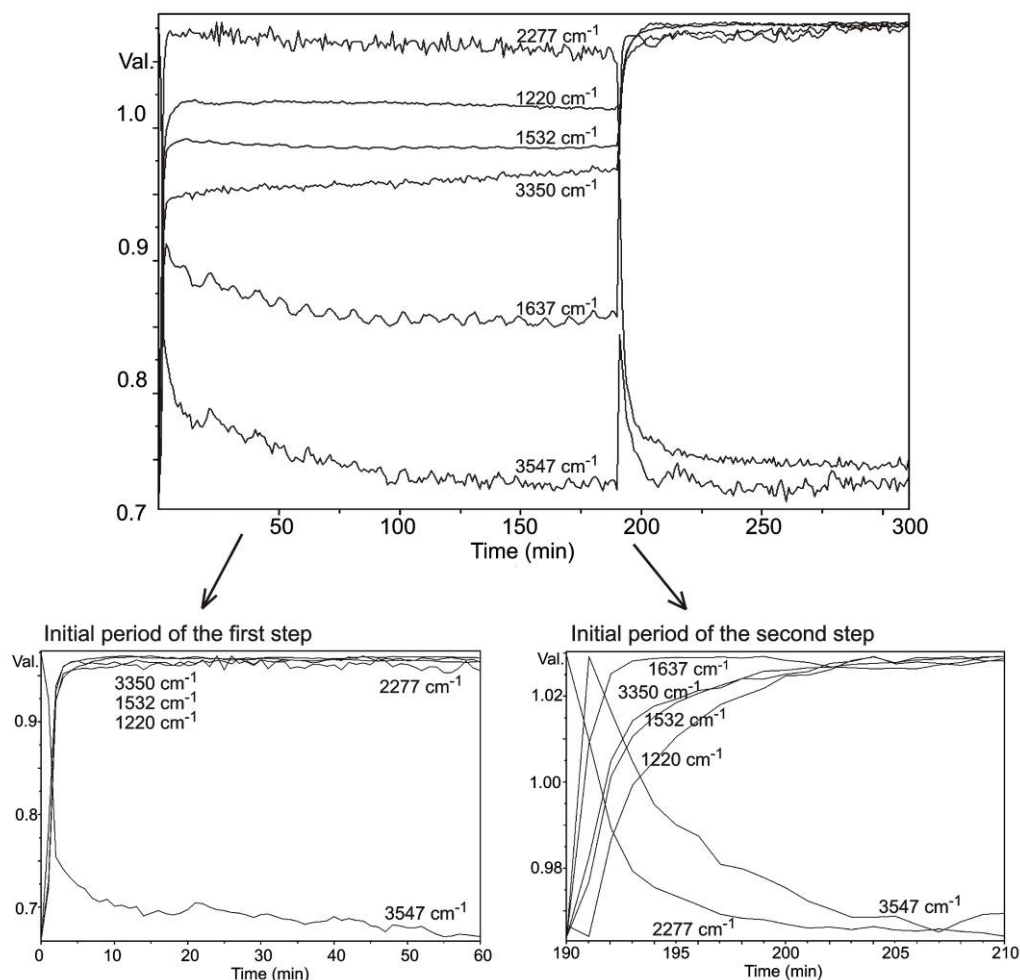 Val.
1.0
0.9
0.8
0.7
2277 cm⁻¹
1220 cm⁻¹
1532 cm⁻¹
3350 cm⁻¹
1637 cm⁻¹
3547 cm⁻¹
50 100 150 200 250 300
Time (min)
Initial period of the first step
Val.
0.9
0.8
0.7
3350 cm⁻¹
1532 cm⁻¹
1220 cm⁻¹
2277 cm⁻¹
3547 cm⁻¹
0 10 20 30 40 50 60
Time (min)
Initial period of the second step
Val.
1.02
1.00
0.98
1637 cm⁻¹
3350 cm⁻¹
1532 cm⁻¹
1220 cm⁻¹
3547 cm⁻¹
2277 cm⁻¹
190 195 200 205 210
Time (min)